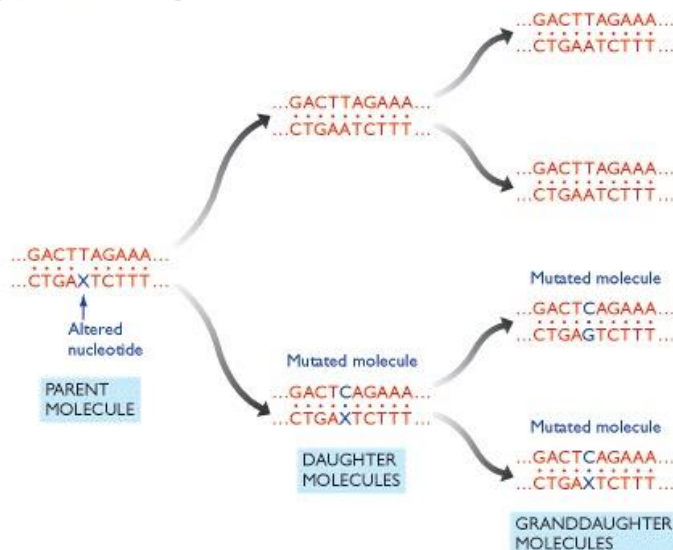 ...GACTTAGAAA...
...CTGAATCTTT...
...GACTTAGAAA...
...CTGAATCTTT...
...GACTTAGAAA...
...CTGAATCTTT...
...GACTTAGAAA...
...CTGAXTCTTT...
Altered
nucleotide
PARENT
MOLECULE
Mutated molecule
...GACTCAGAAA...
...CTGAXTCTTT...
DAUGHTER
MOLECULES
Mutated molecule
...GACTCAGAAA...
...CTGAGTCTTT...
Mutated molecule
...GACTCAGAAA...
...CTGAXTCTTT...
GRANDDAUGHTER
MOLECULES